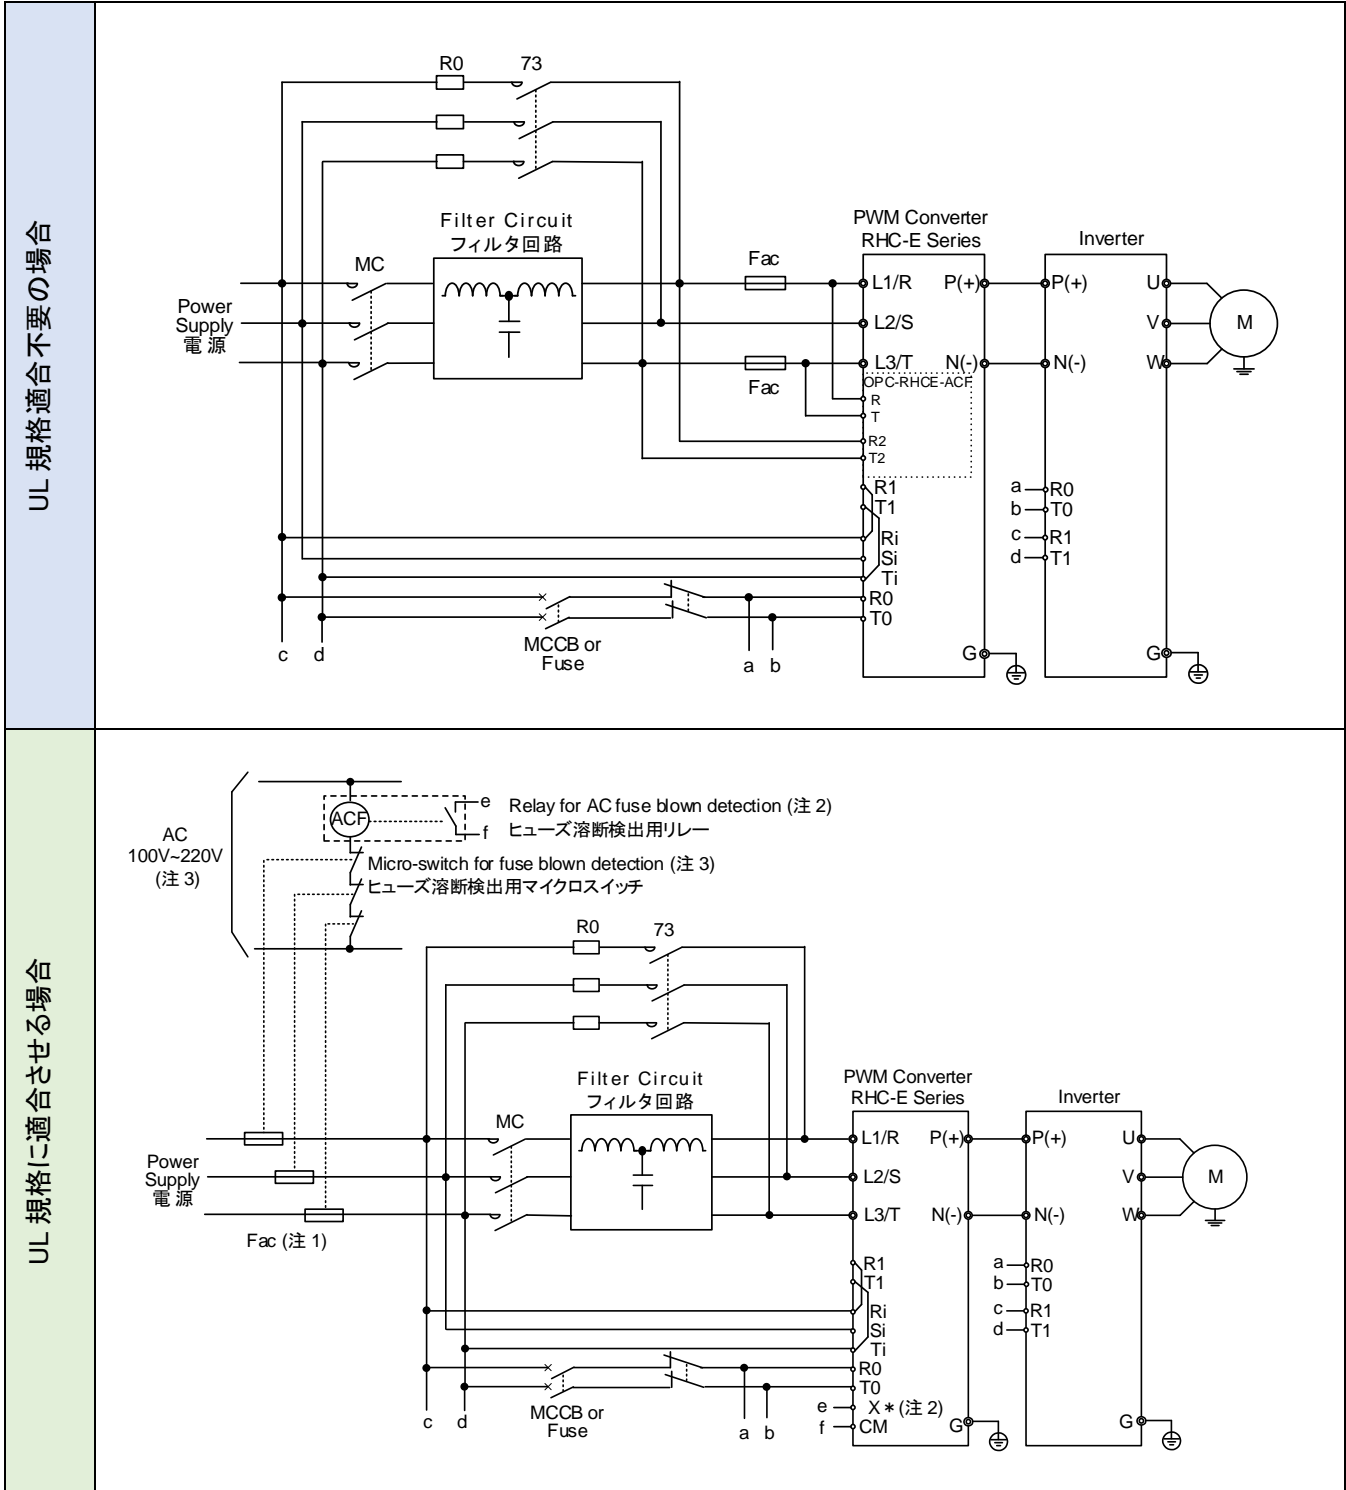 UL 規格適合不要の場合
R0
73
Filter Circuit
フィルタ回路
MC
Power
Supply
電 源
Fac
Fac
PWM Converter
RHC-E Series
Inverter
L1/R
P(+)
P(+)
U
L2/S
V
M
L3/T
N(-)
N(-)
W
OPC-RHCE-ACF
R
T
R2
T2
R1
T1
Ri
Si
Ti
R0
T0
a
R0
b
T0
c
R1
d
T1
MCCB or
Fuse
c
d
a
b
G
G
UL 規格に適合させる場合
AC
100V~220V
(注 3)
ACF
e
f
Relay for AC fuse blown detection (注 2)
ヒューズ溶断検出用リレー
Micro-switch for fuse blown detection (注 3)
ヒューズ溶断検出用マイクロスイッチ
R0
73
Filter Circuit
フィルタ回路
MC
Power
Supply
電 源
Fac (注 1)
PWM Converter
RHC-E Series
Inverter
L1/R
P(+)
P(+)
U
L2/S
V
M
L3/T
N(-)
N(-)
W
R1
T1
Ri
Si
Ti
R0
T0
a
R0
b
T0
c
R1
d
T1
e
X＊(注 2)
f
CM
MCCB or
Fuse
c
d
a
b
G
G